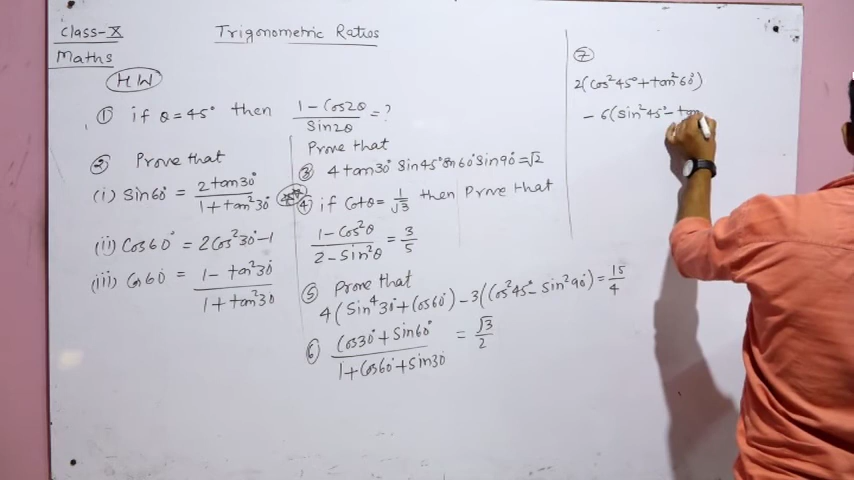 Class-X
Maths
Trigonometric Ratios
HW
① if θ = 45° then (1 - Cos2θ)/(Sin2θ) = ?
② Prove that
(i) Sin60° = (2tan30°)/(1 + tan²30°)
(ii) Cos60° = 2Cos²30° - 1
(iii) Cos60° = (1 - tan²30°)/(1 + tan²30°)
Prove that
③ 4tan30° Sin45° Sin60° Sin90° = √2
④ if Cotθ = 1/√3 then Prove that
(1 - Cos²θ)/(2 - Sin²θ) = 3/5
⑤ Prove that
4(Sin⁴30° + Cos60°) - 3(Cos²45° - Sin²90°) = 15/4
⑥ (Cos30° + Sin60°)/(1 + Cos60° + Sin30°) = √3/2
⑦
2(Cos²45° + tan²60°)
- 6(Sin²45° - tan